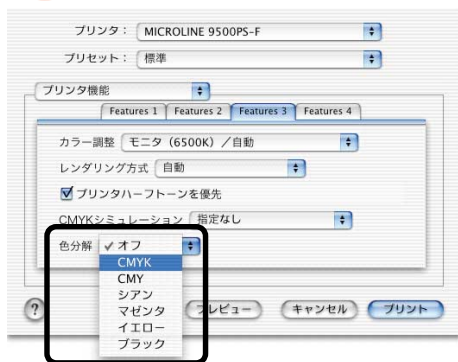 プリンタ： MICROLINE 9500PS-F
プリセット： 標準
プリンタ機能
Features 1 Features 2 Features 3 Features 4
カラー調整 モニタ（6500K）／自動
レンダリング方式 自動
プリンタハーフトーンを優先
CMYKシミュレーション 指定なし
色分解 ✓オフ
CMYK
CMY
シアン
マゼンタ
イエロー
ブラック
? プレビュー キャンセル プリント